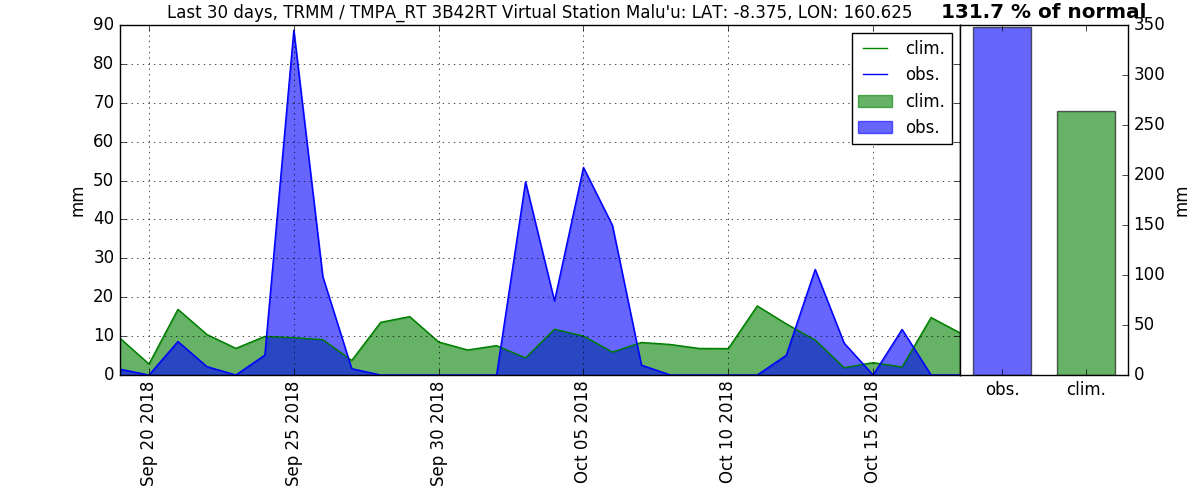 Last 30 days, TRMM / TMPA_RT 3B42RT Virtual Station Malu'u: LAT: -8.375, LON: 160.625
131.7 % of normal
90
80
70
60
50
40
30
20
10
0
mm
clim.
obs.
clim.
obs.
Sep 20 2018
Sep 25 2018
Sep 30 2018
Oct 05 2018
Oct 10 2018
Oct 15 2018
350
300
250
200
150
100
50
0
mm
obs.
clim.